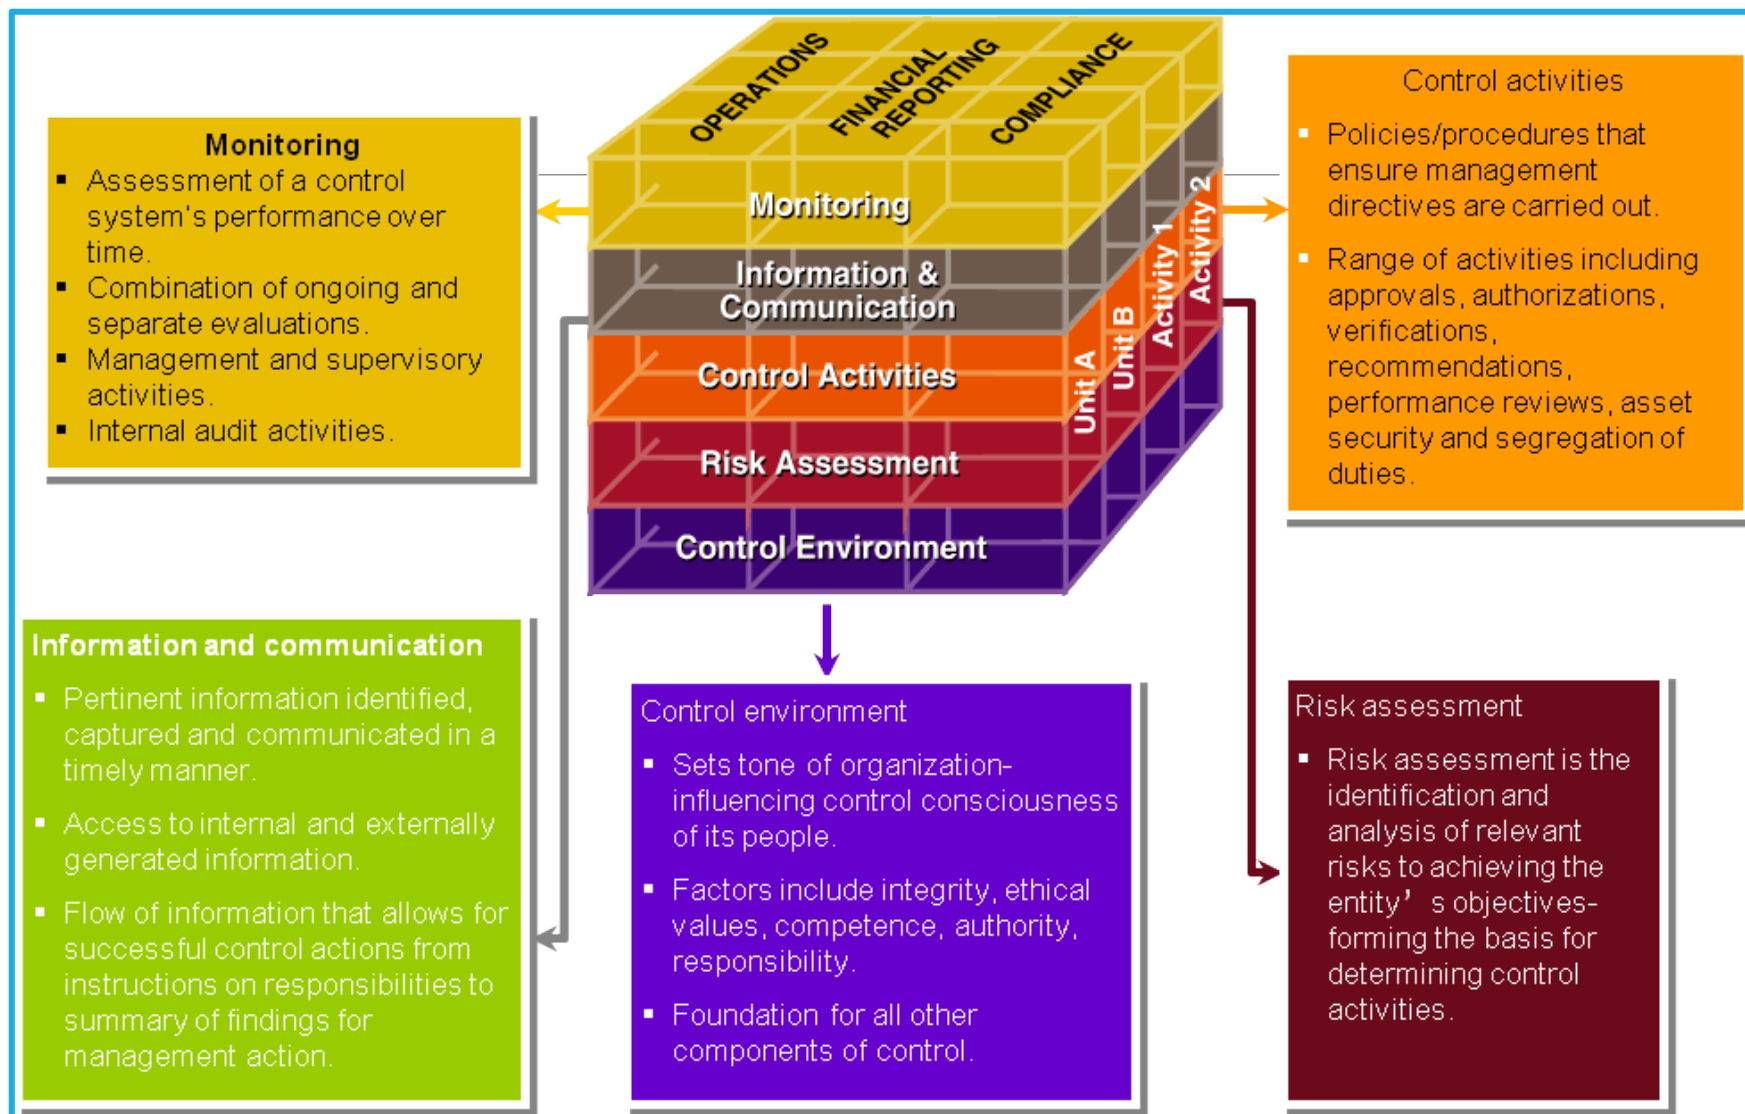 OPERATIONS
FINANCIAL
REPORTING
COMPLIANCE
Monitoring
Information &
Communication
Control Activities
Risk Assessment
Control Environment
Unit A
Unit B
Activity 1
Activity 2
Monitoring
▪ Assessment of a control
system's performance over
time.
▪ Combination of ongoing and
separate evaluations.
▪ Management and supervisory
activities.
▪ Internal audit activities.
Control activities
▪ Policies/procedures that
ensure management
directives are carried out.
▪ Range of activities including
approvals, authorizations,
verifications,
recommendations,
performance reviews, asset
security and segregation of
duties.
Information and communication
▪ Pertinent information identified,
captured and communicated in a
timely manner.
▪ Access to internal and externally
generated information.
▪ Flow of information that allows for
successful control actions from
instructions on responsibilities to
summary of findings for
management action.
Control environment
▪ Sets tone of organization-
influencing control consciousness
of its people.
▪ Factors include integrity, ethical
values, competence, authority,
responsibility.
▪ Foundation for all other
components of control.
Risk assessment
▪ Risk assessment is the
identification and
analysis of relevant
risks to achieving the
entity’ s objectives-
forming the basis for
determining control
activities.